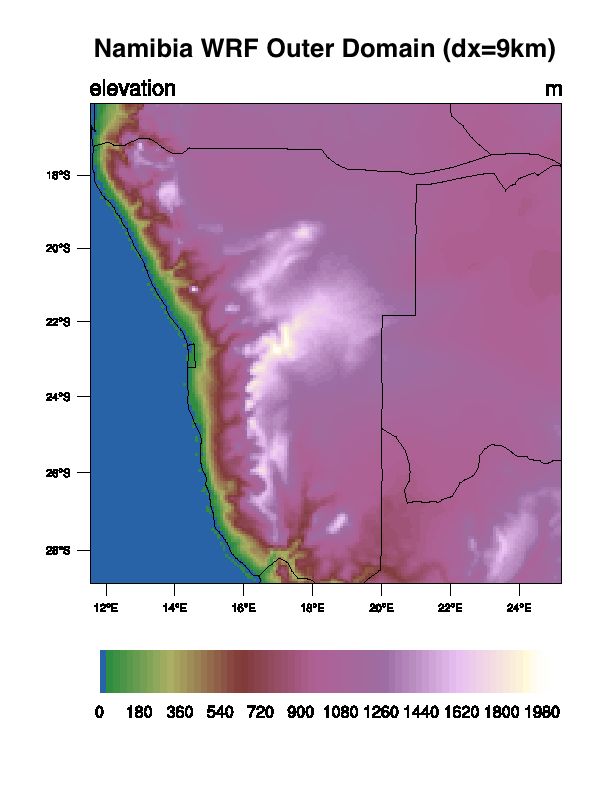 Namibia WRF Outer Domain (dx=9km)
elevation m
18°S
20°S
22°S
24°S
26°S
28°S
12°E 14°E 16°E 18°E 20°E 22°E 24°E
0 180 360 540 720 900 1080 1260 1440 1620 1800 1980